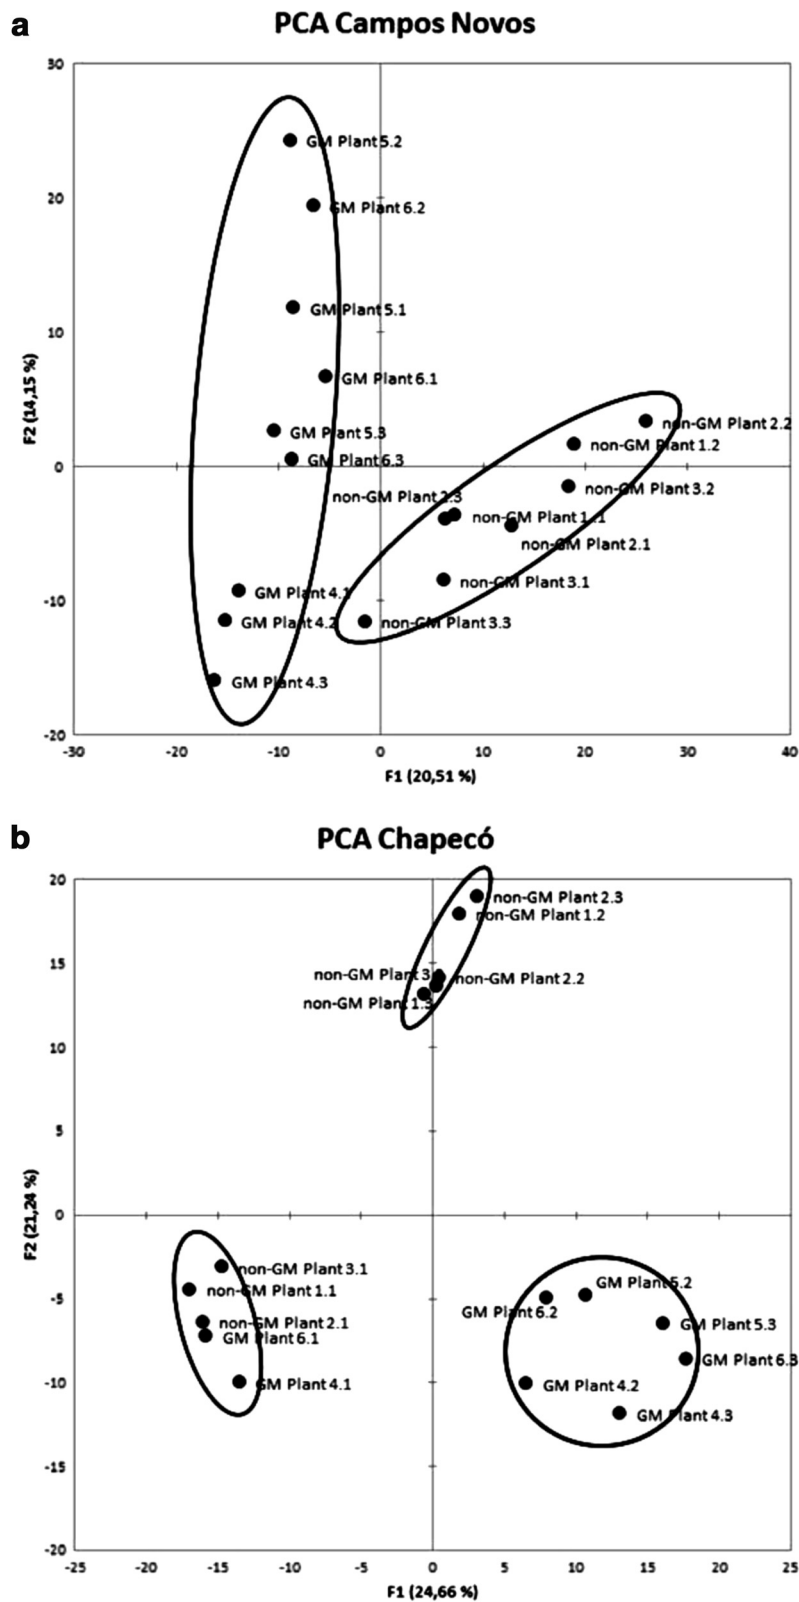 a
PCA Campos Novos
30
GM Plant 5.2
20
GM Plant 6.2
GM Plant 5.1
10
GM Plant 6.1
F2 (14,15 %)
GM Plant 5.3
GM Plant 6.3
non-GM Plant 2.2
non-GM Plant 1.2
0
non-GM Plant 3.2
non-GM Plant 2.3
non-GM Plant 1.1
non-GM Plant 2.1
non-GM Plant 3.1
-10
GM Plant 4.1
GM Plant 4.2
non-GM Plant 3.3
GM Plant 4.3
-20
-30 -20 -10 0 10 20 30 40
F1 (20,51 %)
b
PCA Chapecó
20
non-GM Plant 2.3
non-GM Plant 1.2
15
non-GM Plant 3.
non-GM Plant 2.2
non-GM Plant 1.3
10
5
0
F2 (21,24 %)
non-GM Plant 3.1
non-GM Plant 1.1
-5
non-GM Plant 2.1
GM Plant 6.1
GM Plant 4.1
GM Plant 5.2
GM Plant 6.2
GM Plant 5.3
GM Plant 6.3
GM Plant 4.2
-10
GM Plant 4.3
-15
-20
-25 -20 -15 -10 -5 0 5 10 15 20 25
F1 (24,66 %)